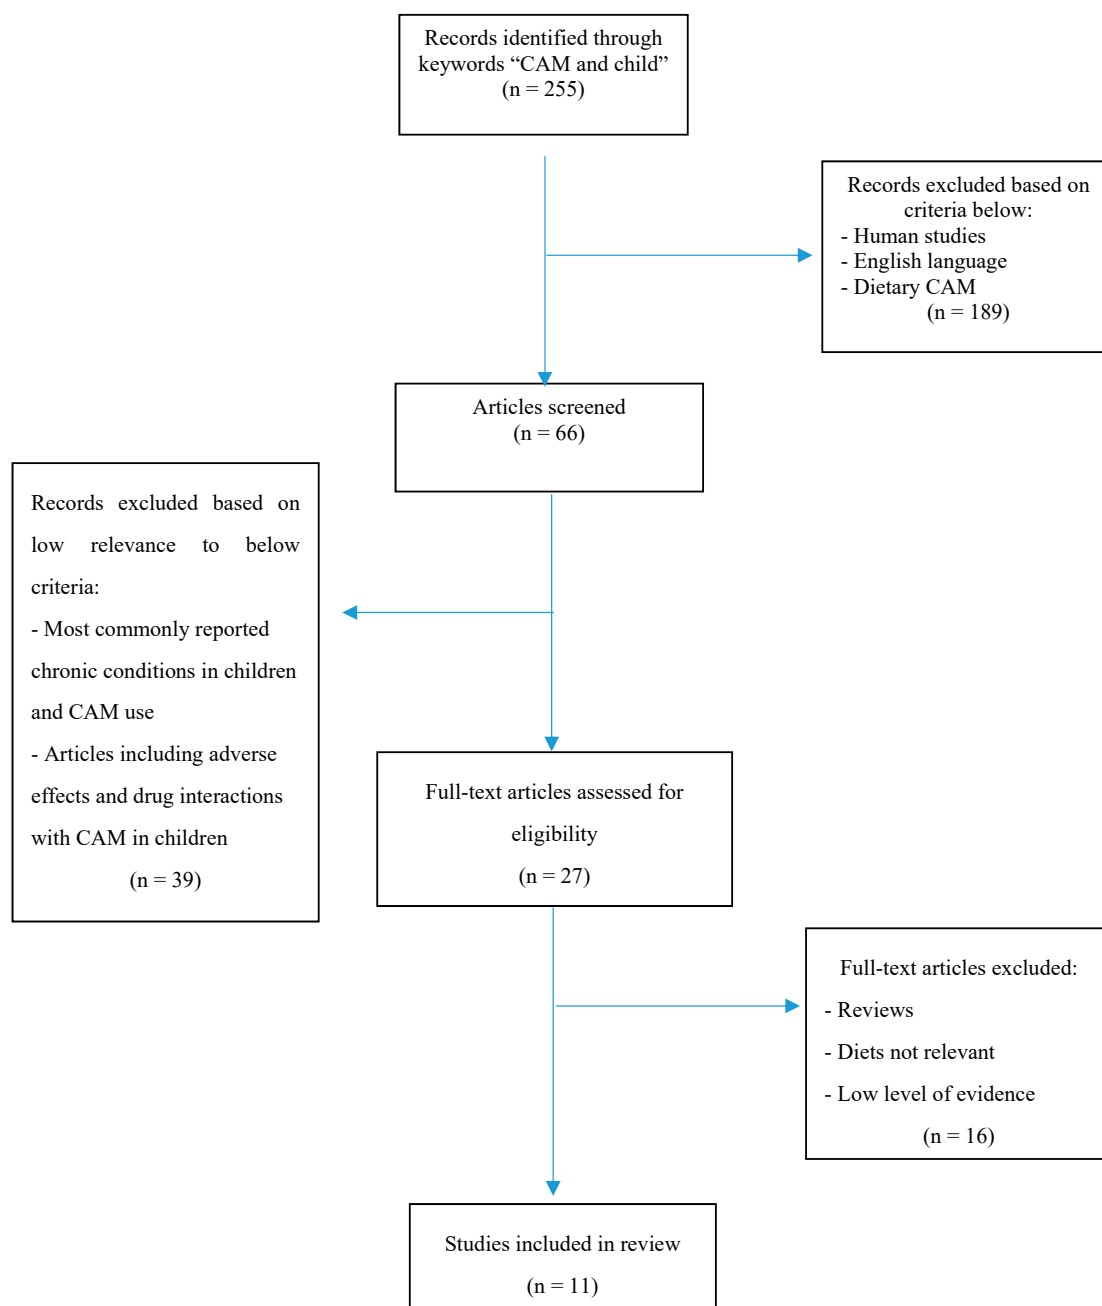 Records identified through
keywords “CAM and child”
(n = 255)
Records excluded based on
criteria below:
- Human studies
- English language
- Dietary CAM
(n = 189)
Articles screened
(n = 66)
Records excluded based on
low relevance to below
criteria:
- Most commonly reported
chronic conditions in children
and CAM use
- Articles including adverse
effects and drug interactions
with CAM in children
(n = 39)
Full-text articles assessed for
eligibility
(n = 27)
Full-text articles excluded:
- Reviews
- Diets not relevant
- Low level of evidence
(n = 16)
Studies included in review
(n = 11)